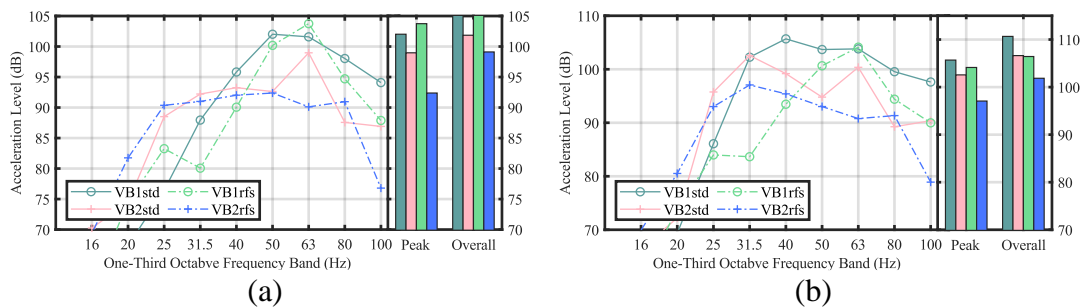 105
100
95
90
85
80
75
70
Acceleration Level (dB)
VB1std
VB1rfs
VB2std
VB2rfs
16
20
25
31.5
40
50
63
80
100
One-Third Octabve Frequency Band (Hz)
Peak
Overall
105
100
95
90
85
80
75
70
(a)
110
100
90
80
70
Acceleration Level (dB)
VB1std
VB1rfs
VB2std
VB2rfs
16
20
25
31.5
40
50
63
80
100
One-Third Octabve Frequency Band (Hz)
Peak
Overall
110
100
90
80
70
(b)